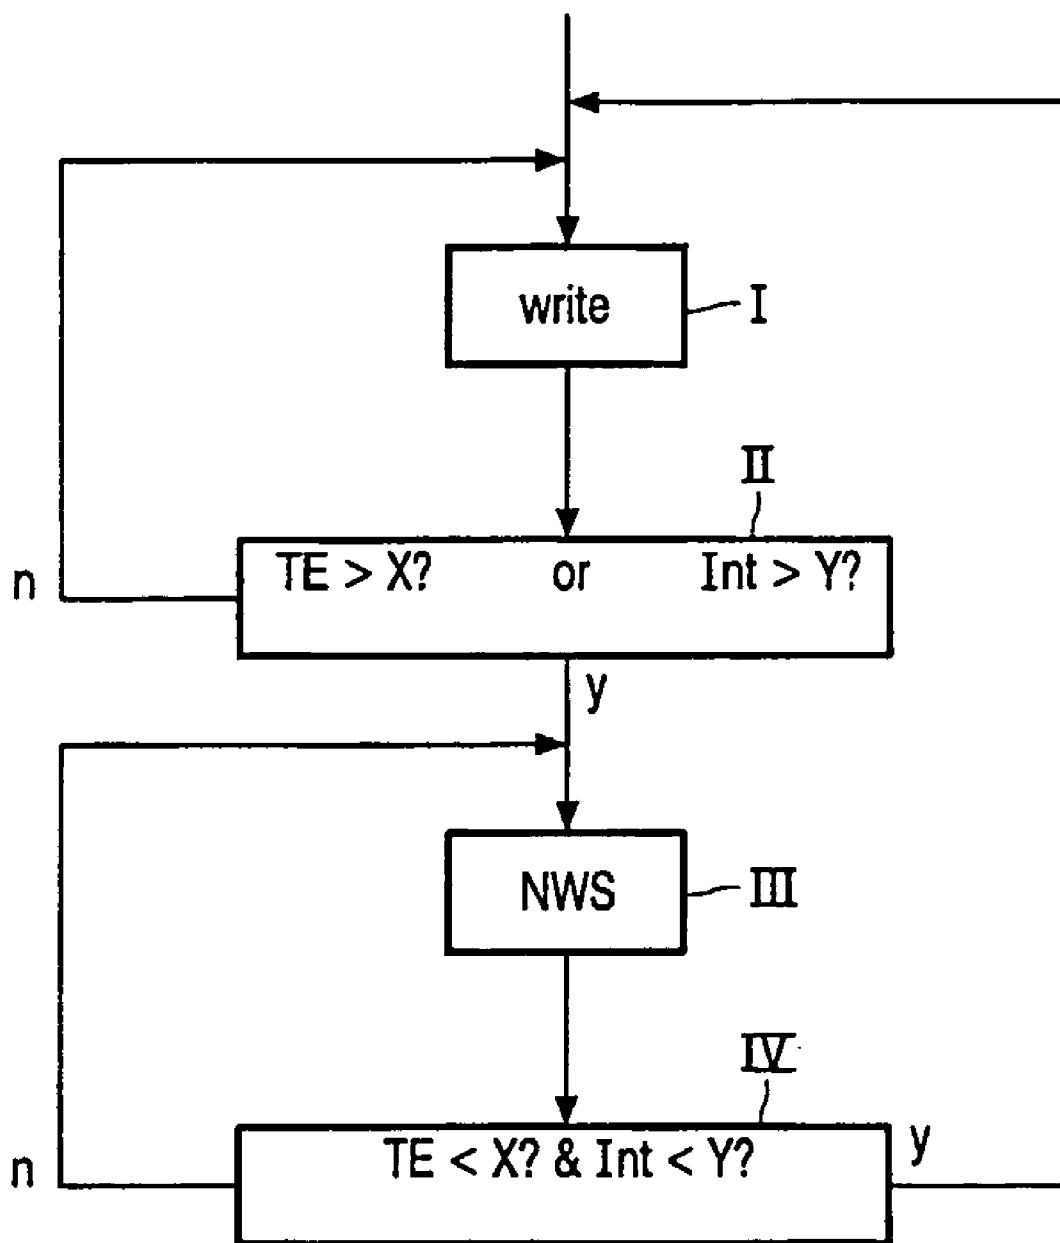 write
I
II
n
TE > X? or Int > Y?
y
NWS
III
IV
n
TE < X? & Int < Y?
y